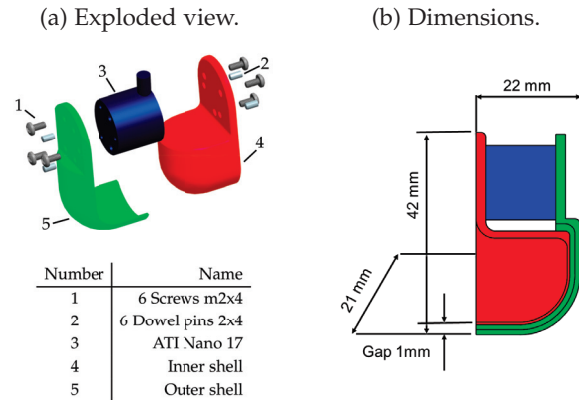 (a) Exploded view.
3
2
1
4
5
Number Name
1 6 Screws m2x4
2 6 Dowel pins 2x4
3 ATI Nano 17
4 Inner shell
5 Outer shell
(b) Dimensions.
22 mm
42 mm
21 mm
Gap 1mm